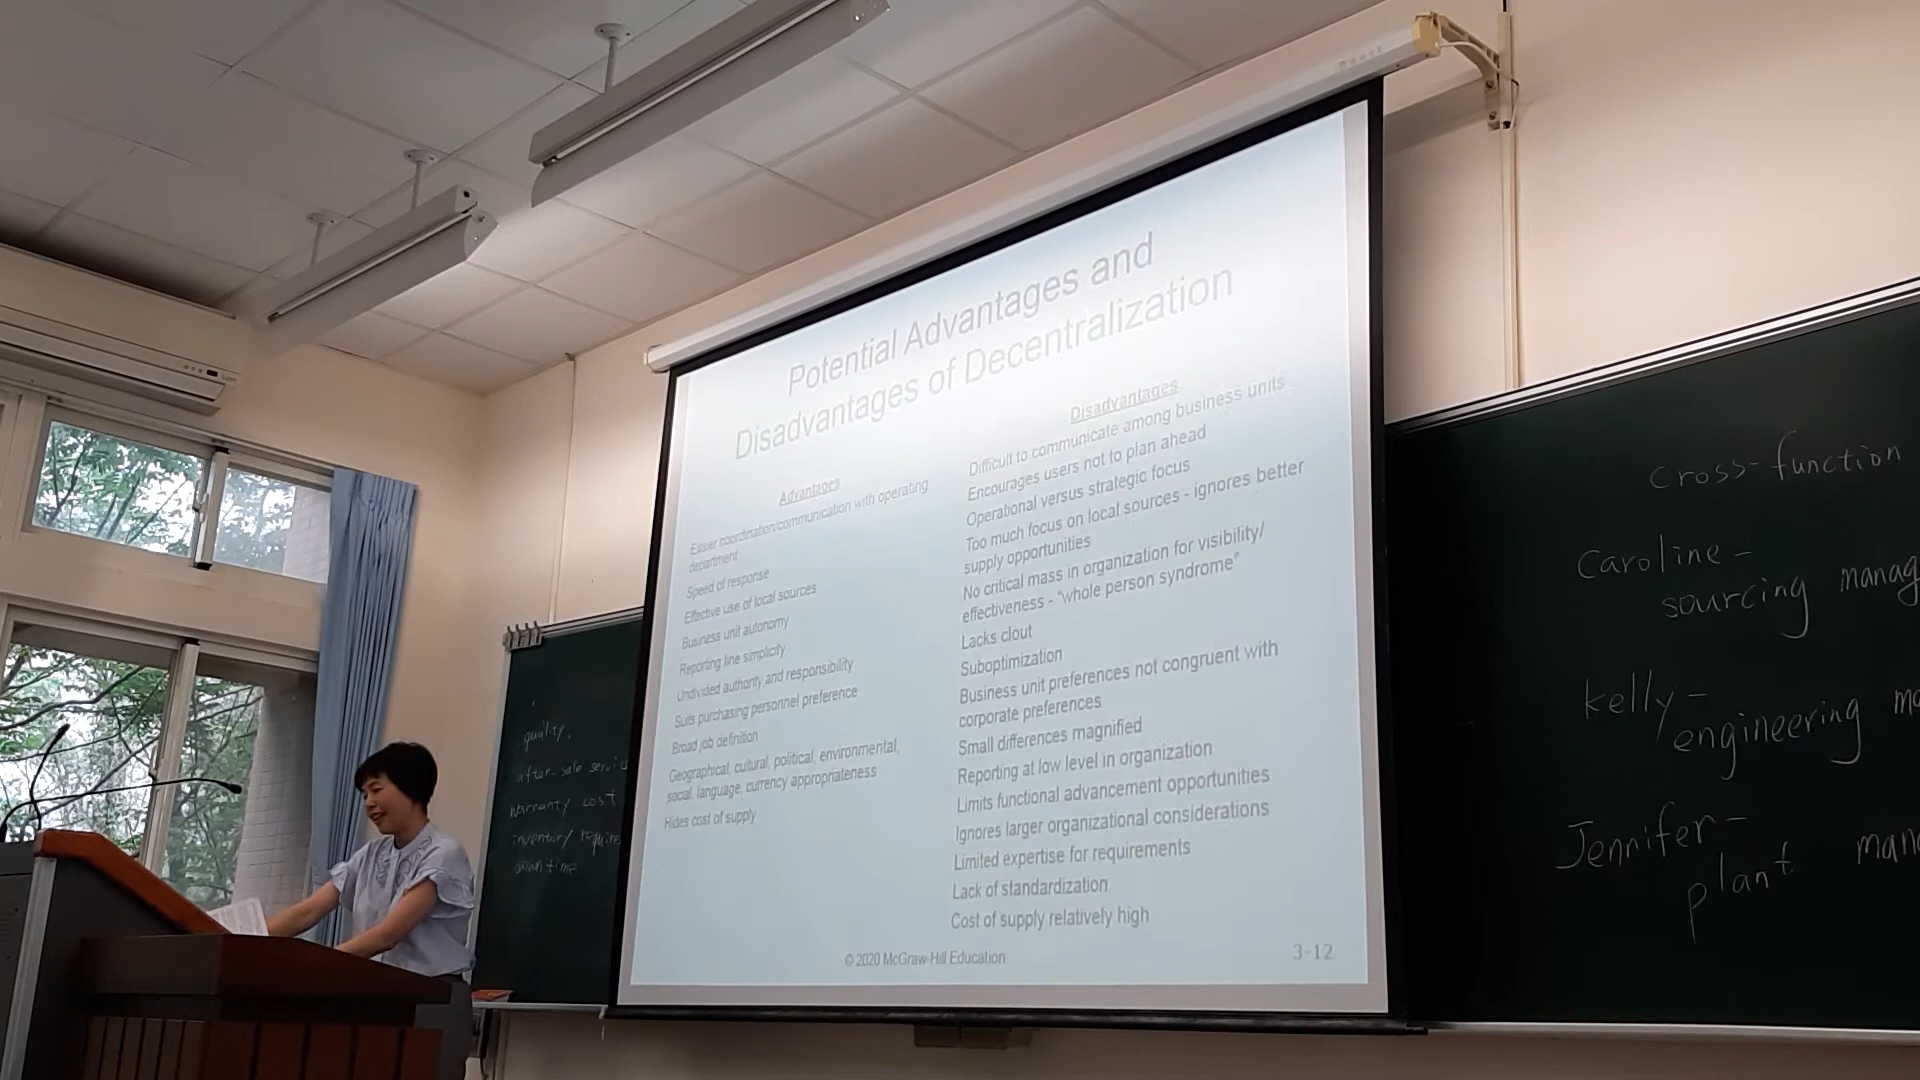 Potential Advantages and
Disadvantages of Decentralization
Advantages
Easier coordination/communication with operating
department
Speed of response
Effective use of local sources
Business unit autonomy
Reporting line simplicity
Undivided authority and responsibility
Suits purchasing personnel preference
Broad job definition
Geographical, cultural, political, environmental,
social, language, currency appropriateness
Hides cost of supply
Disadvantages
Difficult to communicate among business units
Encourages users not to plan ahead
Operational versus strategic focus
Too much focus on local sources - ignores better
supply opportunities
No critical mass in organization for visibility/
effectiveness - "whole person syndrome"
Lacks clout
Suboptimization
Business unit preferences not congruent with
corporate preferences
Small differences magnified
Reporting at low level in organization
Limits functional advancement opportunities
Ignores larger organizational considerations
Limited expertise for requirements
Lack of standardization
Cost of supply relatively high
© 2020 McGraw-Hill Education
3-12
quality,
after-sale
warranty cost
inventory
down time
cross-function
Caroline -
sourcing manag
kelly -
engineering ma
Jennifer -
plant man